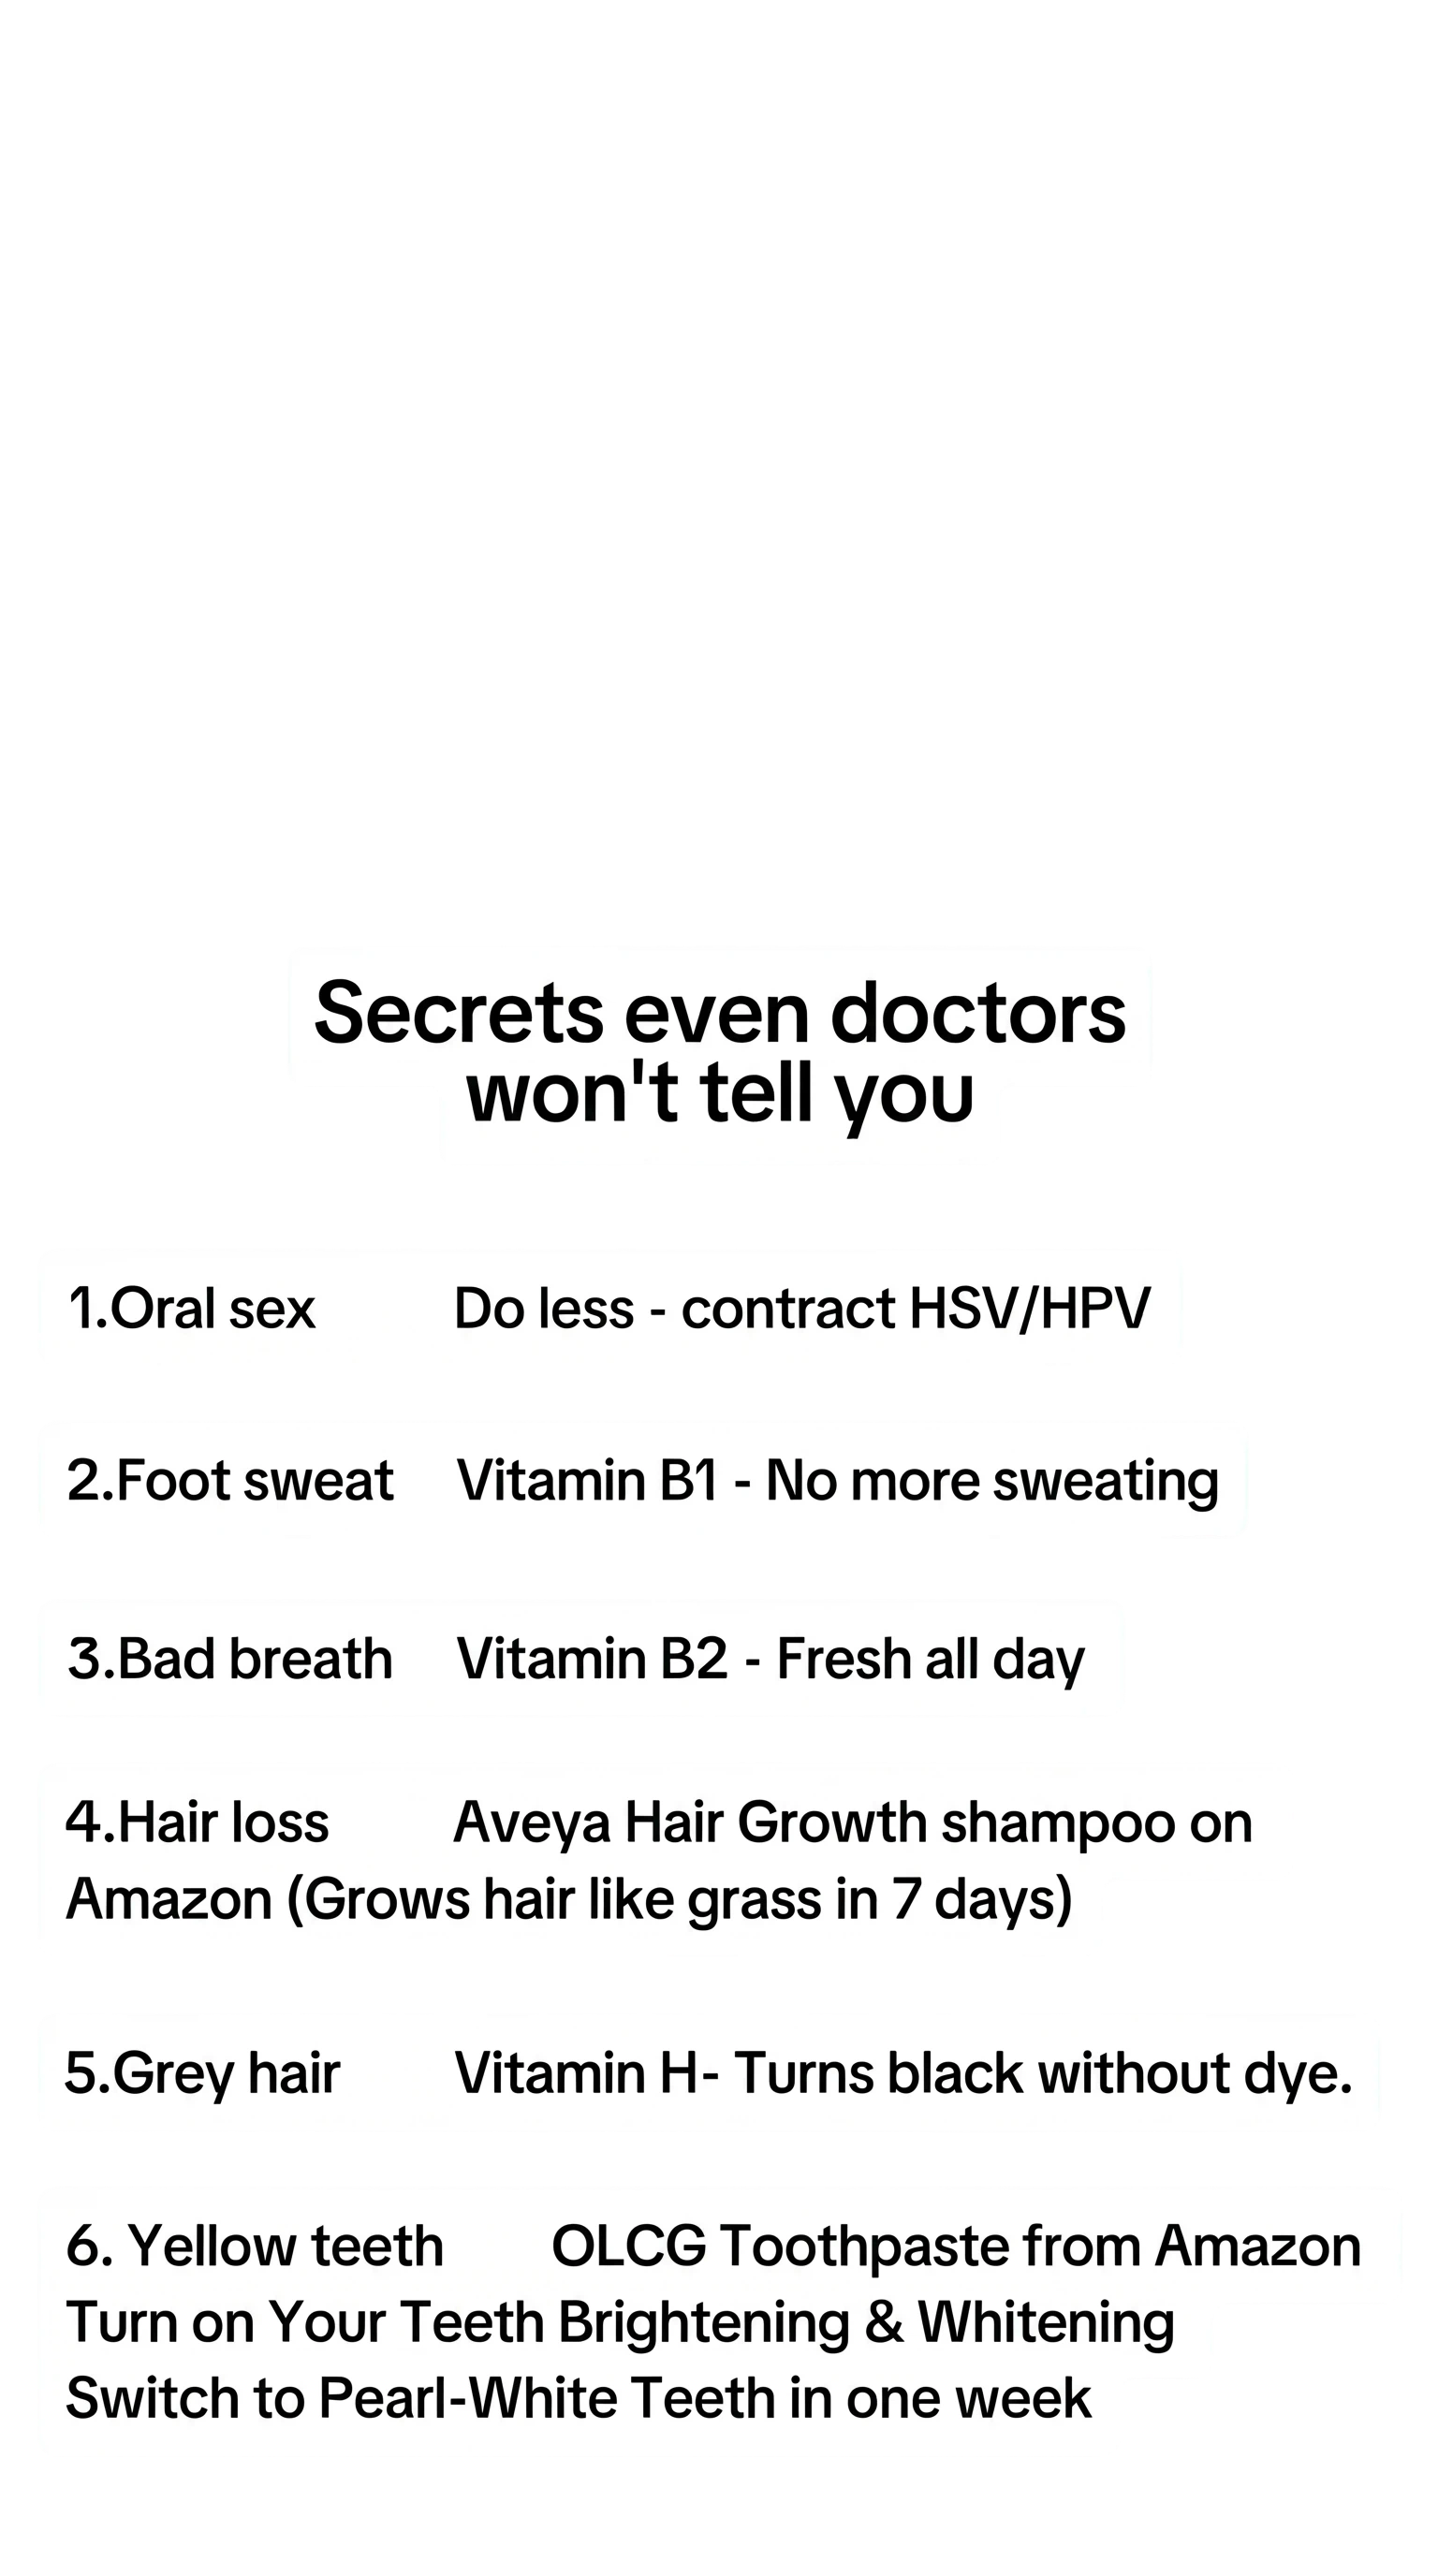 Secrets even doctors
won't tell you
1.Oral sex Do less - contract HSV/HPV
2.Foot sweat Vitamin B1 - No more sweating
3.Bad breath Vitamin B2 - Fresh all day
4.Hair loss Aveya Hair Growth shampoo on
Amazon (Grows hair like grass in 7 days)
5.Grey hair Vitamin H- Turns black without dye.
6. Yellow teeth OLCG Toothpaste from Amazon
Turn on Your Teeth Brightening & Whitening
Switch to Pearl-White Teeth in one week